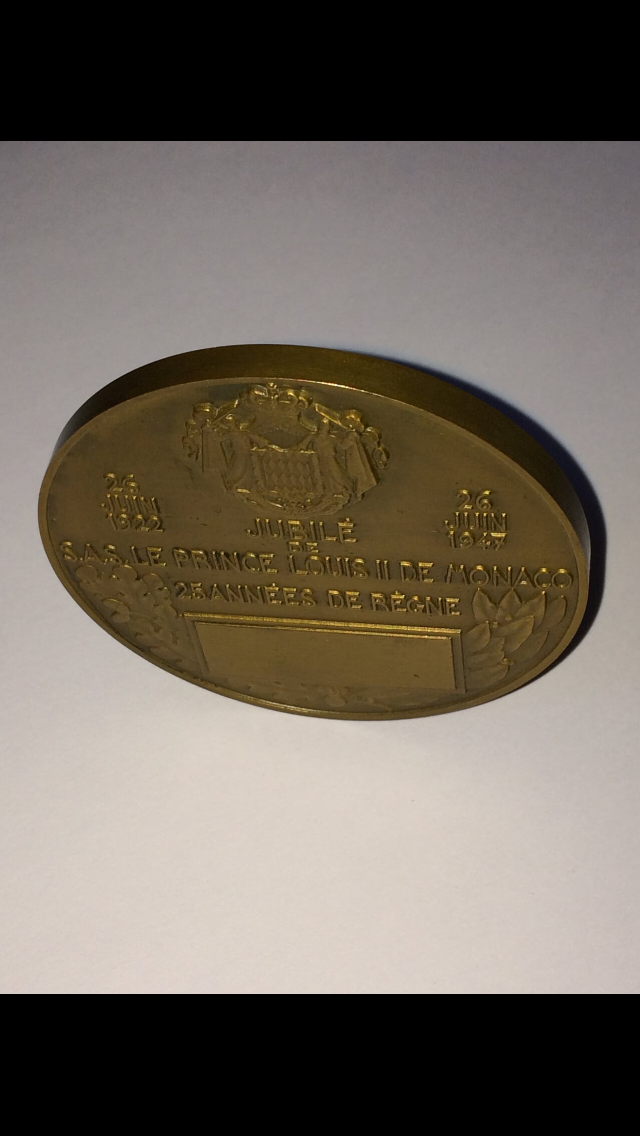 26
JUIN
1922
26
JUIN
1947
JUBILÉ
DE
S.A.S. LE PRINCE LOUIS II DE MONACO
25 ANNÉES DE RÈGNE